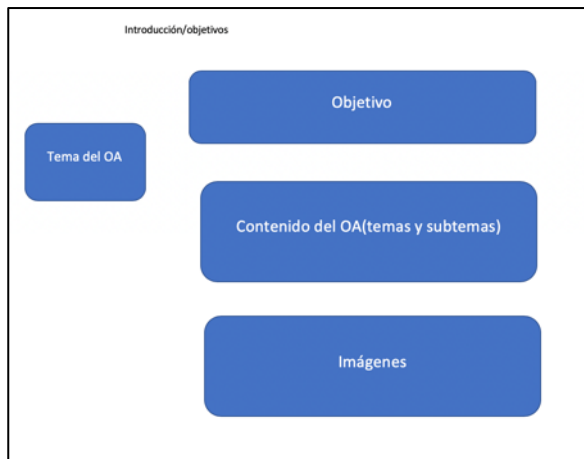 Introducción/objetivos
Objetivo
Tema del OA
Contenido del OA(temas y subtemas)
Imágenes